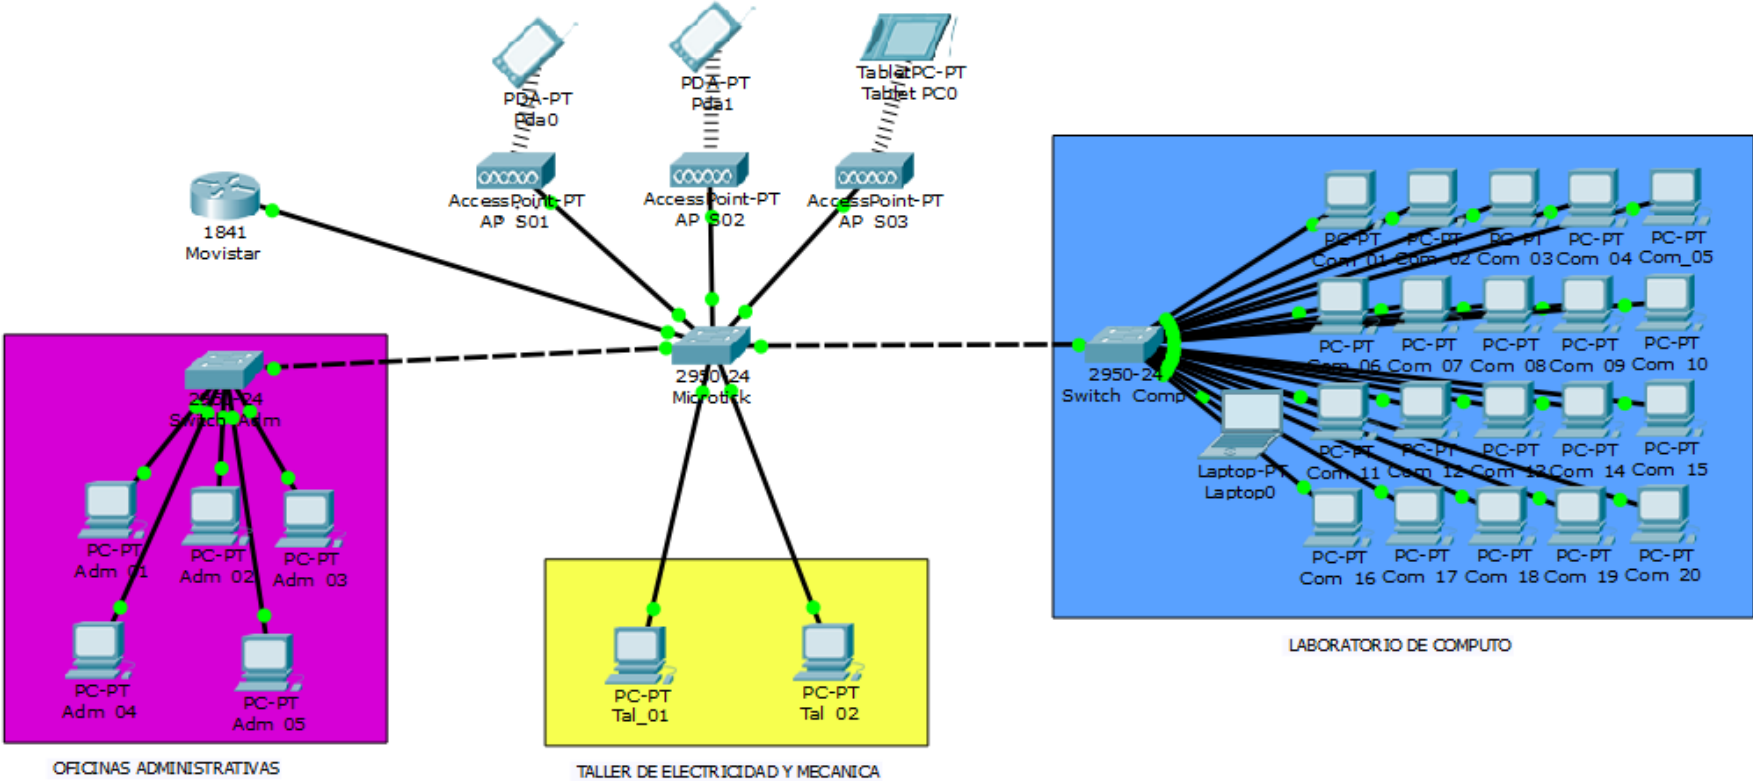 PDA-PT
Pda0
PDA-PT
Pda1
TabletPC-PT
Tablet PC0
AccessPoint-PT
AP S01
AccessPoint-PT
AP S02
AccessPoint-PT
AP S03
1841
Movistar
2950-24
Switch Adm
2950-24
Microtick
2950-24
Switch Comp
PC-PT
Com 01
PC-PT
Com 02
PC-PT
Com 03
PC-PT
Com 04
PC-PT
Com_05
PC-PT
Com 06
PC-PT
Com 07
PC-PT
Com 08
PC-PT
Com 09
PC-PT
Com 10
Laptop-PT
Laptop0
PC-PT
Com 11
PC-PT
Com 12
PC-PT
Com 13
PC-PT
Com 14
PC-PT
Com 15
PC-PT
Com 16
PC-PT
Com 17
PC-PT
Com 18
PC-PT
Com 19
PC-PT
Com 20
LABORATORIO DE COMPUTO
PC-PT
Adm 01
PC-PT
Adm 02
PC-PT
Adm 03
PC-PT
Adm 04
PC-PT
Adm 05
OFICINAS ADMINISTRATIVAS
PC-PT
Tal_01
PC-PT
Tal 02
TALLER DE ELECTRICIDAD Y MECANICA